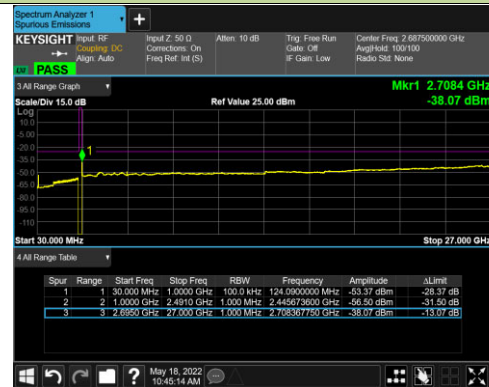 Spectrum Analyzer 1
Spurious Emissions
+
KEYSIGHT Input: RF Input Z: 50 Ω Atten: 10 dB Trig: Free Run Center Freq: 2.687500000 GHz
Coupling: DC Corrections: On Gate: Off Avg|Hold: 100/100
Align: Auto Freq Ref: Int (S) IF Gain: Low Radio Std: None
PASS
3 All Range Graph Mkr1 2.7084 GHz
Scale/Div 15.0 dB Ref Value 25.00 dBm -38.07 dBm
Log
10.0
-5.00
-20.0
1
-35.0
-50.0
-65.0
-80.0
-95.0
-110
Start 30.000 MHz Stop 27.000 GHz
4 All Range Table
Spur Range Start Freq Stop Freq RBW Frequency Amplitude ΔLimit
1 1 30.000 MHz 1.0000 GHz 100.0 kHz 124.0900000 MHz -53.37 dBm -28.37 dB
2 2 1.0000 GHz 2.4910 GHz 1.000 MHz 2.445673600 GHz -56.50 dBm -31.50 dB
3 3 2.6950 GHz 27.000 GHz 1.000 MHz 2.708367750 GHz -38.07 dBm -13.07 dB
? May 18, 2022
10:45:14 AM